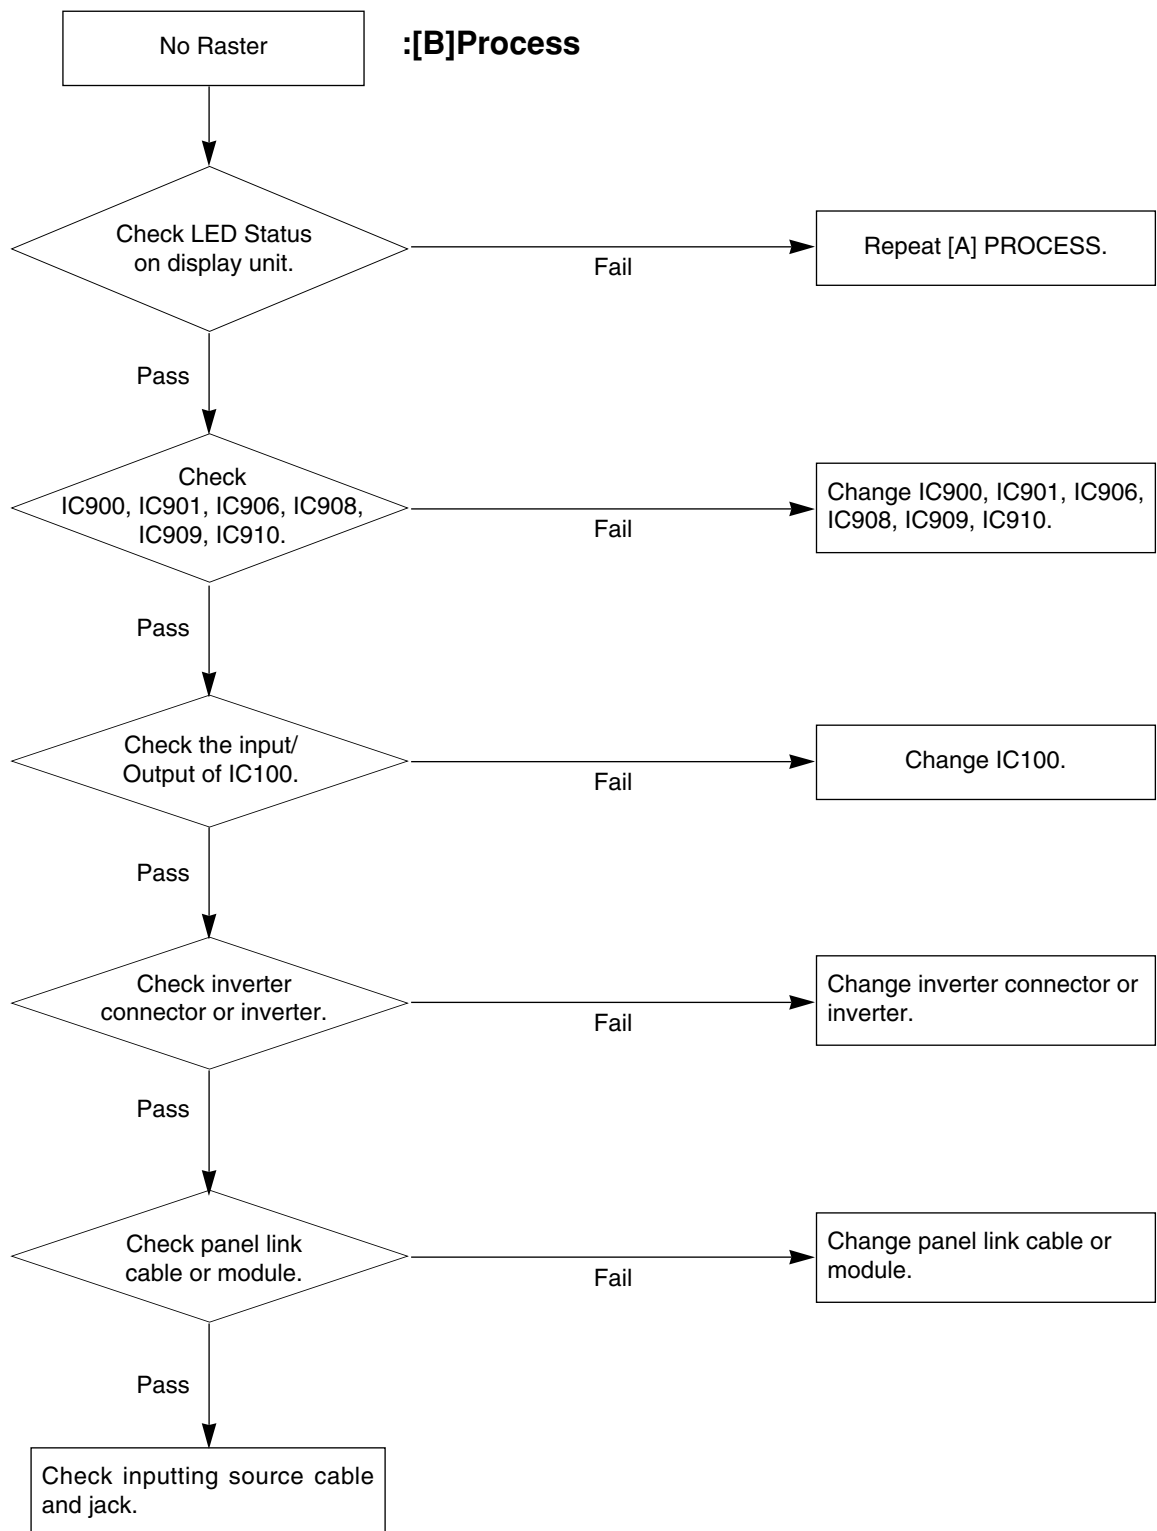 No Raster
:[B]Process
Check LED Status
on display unit.
Fail
Repeat [A] PROCESS.
Pass
Check
IC900, IC901, IC906, IC908,
IC909, IC910.
Fail
Change IC900, IC901, IC906,
IC908, IC909, IC910.
Pass
Check the input/
Output of IC100.
Fail
Change IC100.
Pass
Check inverter
connector or inverter.
Fail
Change inverter connector or
inverter.
Pass
Check panel link
cable or module.
Fail
Change panel link cable or
module.
Pass
Check inputting source cable
and jack.